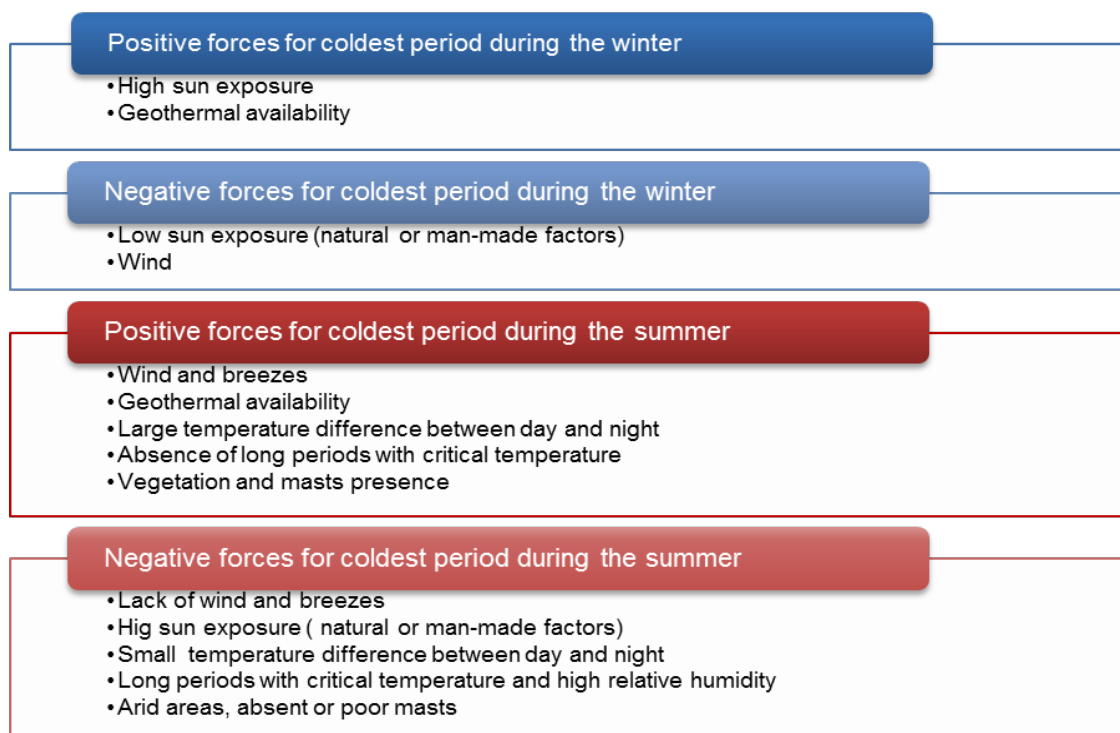 Positive forces for coldest period during the winter
•High sun exposure
•Geothermal availability
Negative forces for coldest period during the winter
•Low sun exposure (natural or man-made factors)
•Wind
Positive forces for coldest period during the summer
•Wind and breezes
•Geothermal availability
•Large temperature difference between day and night
•Absence of long periods with critical temperature
•Vegetation and masts presence
Negative forces for coldest period during the summer
•Lack of wind and breezes
•Hig sun exposure ( natural or man-made factors)
•Small temperature difference between day and night
•Long periods with critical temperature and high relative humidity
•Arid areas, absent or poor masts